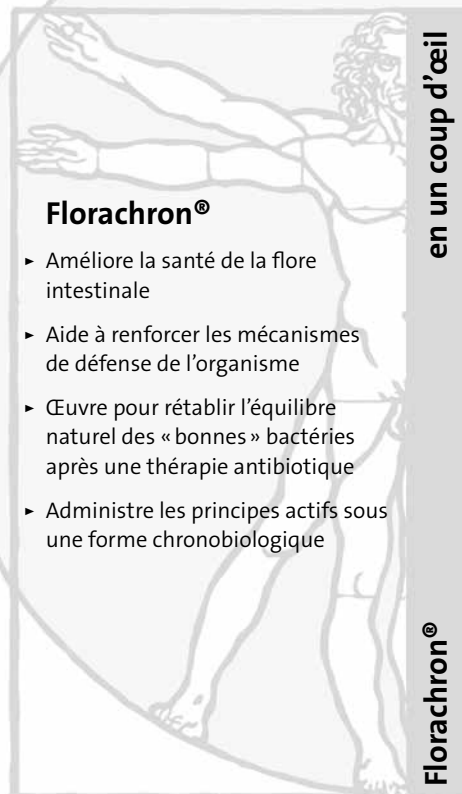 Florachron®
► Améliore la santé de la flore
intestinale
► Aide à renforcer les mécanismes
de défense de l’organisme
► Œuvre pour rétablir l’équilibre
naturel des « bonnes » bactéries
après une thérapie antibiotique
► Administre les principes actifs sous
une forme chronobiologique
Florachron®
en un coup d’œil